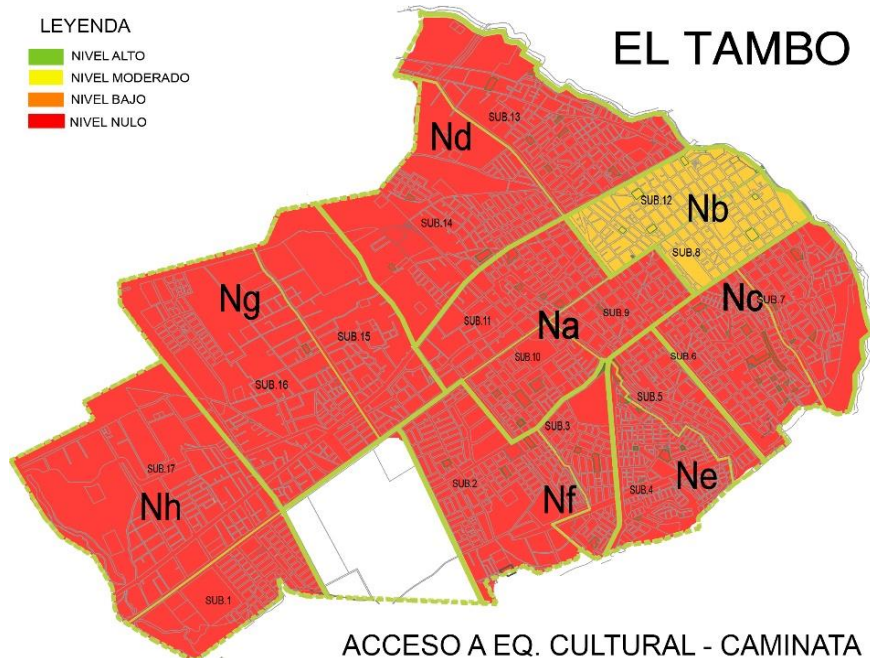 LEYENDA
NIVEL ALTO
NIVEL MODERADO
NIVEL BAJO
NIVEL NULO
EL TAMBO
SUB.13
Nd
SUB.12
Nb
SUB.14
SUB.8
Ng
Nc
SUB.7
SUB.11
Na
SUB.9
SUB.15
SUB.10
SUB.6
SUB.16
SUB.5
SUB.3
SUB.17
SUB.2
Nh
Nf
SUB.4
Ne
SUB.1
ACCESO A EQ. CULTURAL - CAMINATA